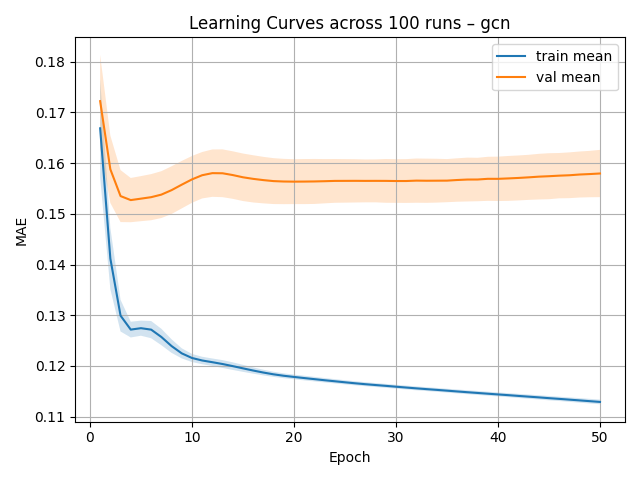 Learning Curves across 100 runs – gcn
train mean
val mean
0.18
0.17
0.16
0.15
0.14
0.13
0.12
0.11
MAE
0 10 20 30 40 50
Epoch